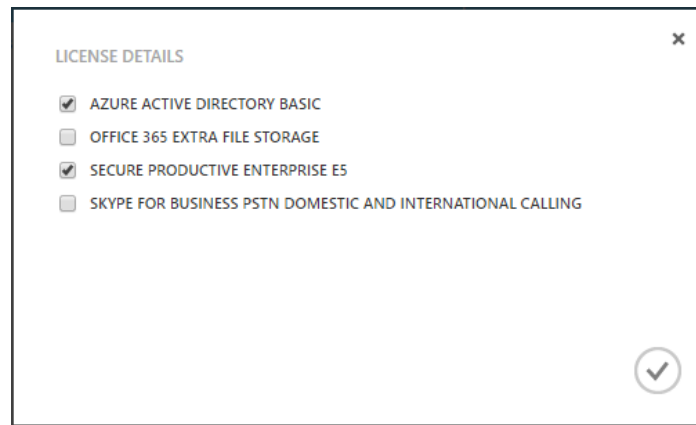 LICENSE DETAILS
AZURE ACTIVE DIRECTORY BASIC
OFFICE 365 EXTRA FILE STORAGE
SECURE PRODUCTIVE ENTERPRISE E5
SKYPE FOR BUSINESS PSTN DOMESTIC AND INTERNATIONAL CALLING